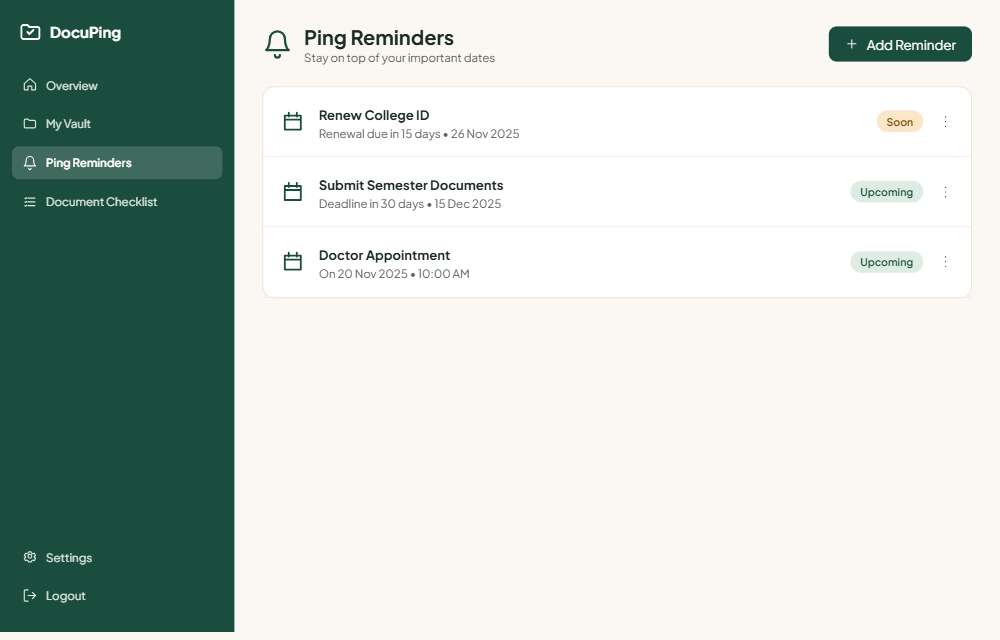 DocuPing
Overview
My Vault
Ping Reminders
Document Checklist
Settings
Logout
Ping Reminders
Stay on top of your important dates
+ Add Reminder
Renew College ID
Renewal due in 15 days • 26 Nov 2025
Soon
Submit Semester Documents
Deadline in 30 days • 15 Dec 2025
Upcoming
Doctor Appointment
On 20 Nov 2025 • 10:00 AM
Upcoming